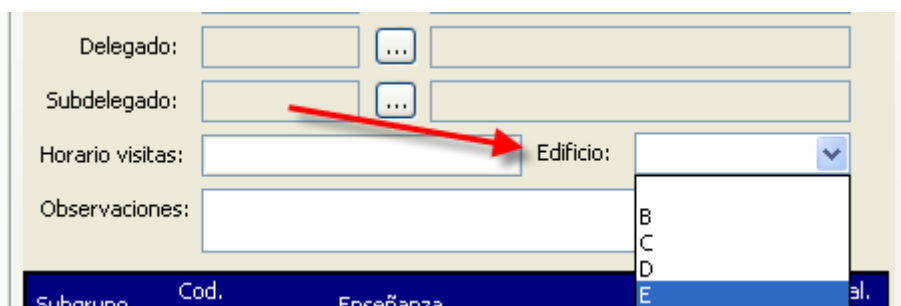 Delegado: ...
Subdelegado: ...
Horario visitas: Edificio:
Observaciones:
B
C
D
E
Subgrupo Cod. Enseñanza al.